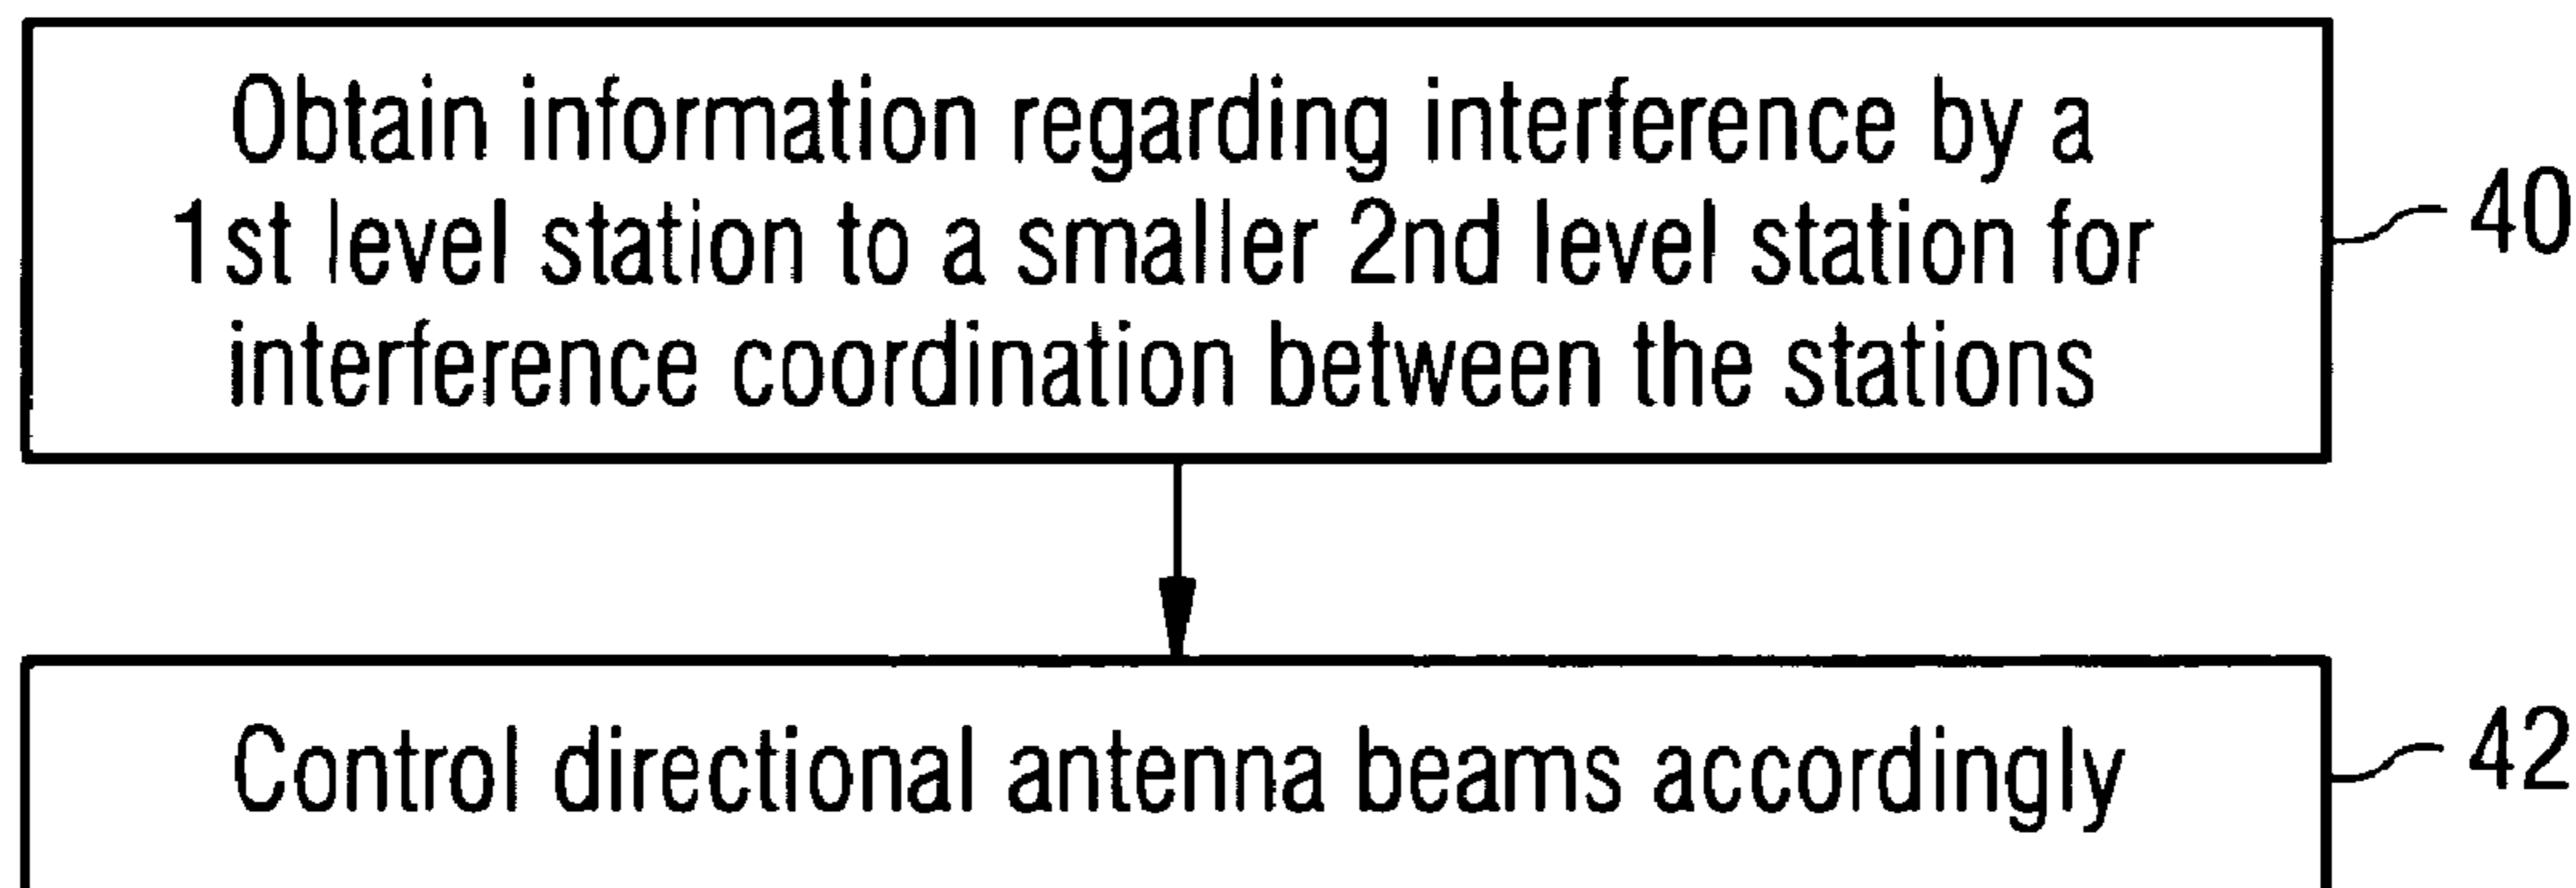 Obtain information regarding interference by a
1st level station to a smaller 2nd level station for
interference coordination between the stations
40
Control directional antenna beams accordingly
42